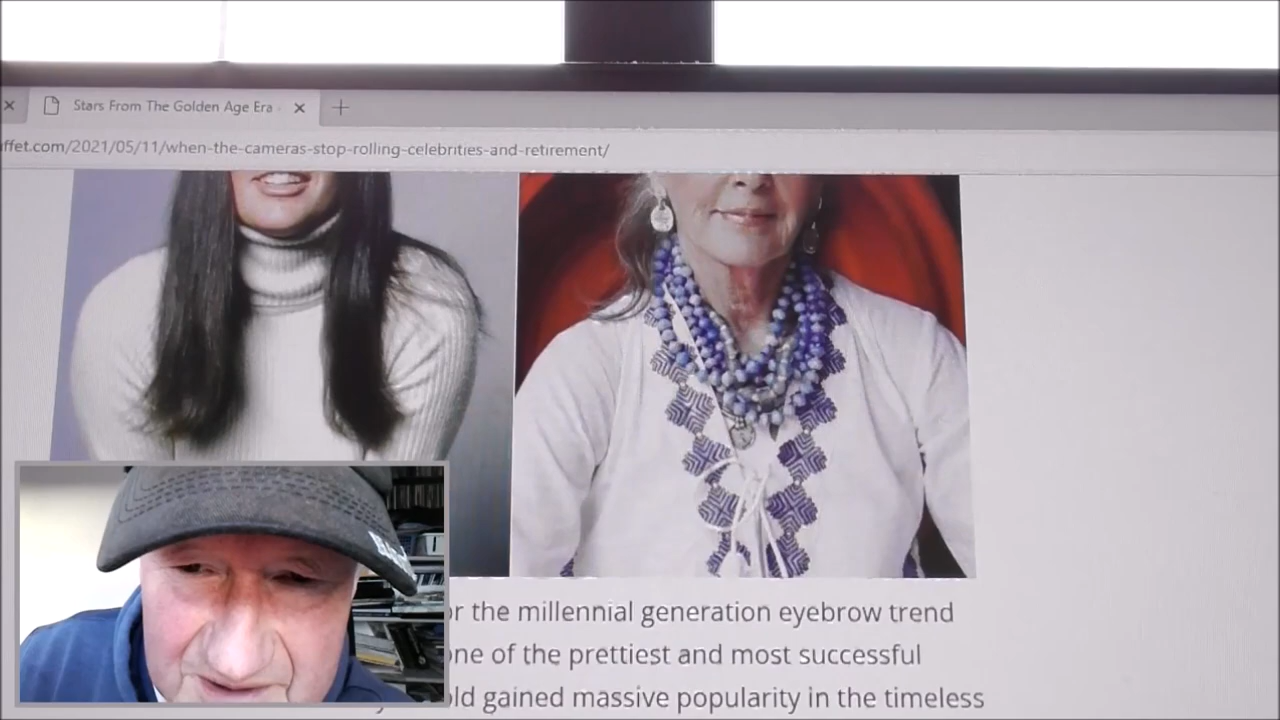 Stars From The Golden Age Era
ffet.com/2021/05/11/when-the-cameras-stop-rolling-celebrities-and-retirement/
or the millennial generation eyebrow trend
one of the prettiest and most successful
old gained massive popularity in the timeless